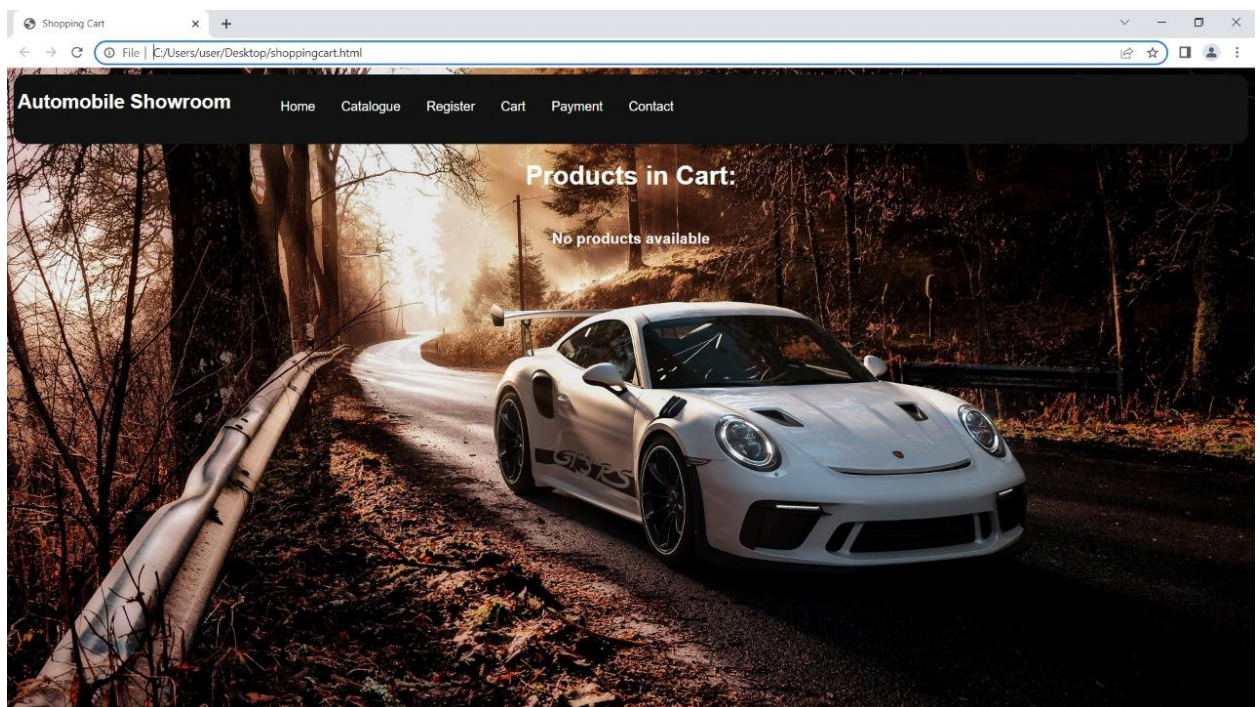 Shopping Cart
File | C:/Users/user/Desktop/shoppingcart.html
Automobile Showroom Home Catalogue Register Cart Payment Contact
Products in Cart:
No products available
GT3 RS